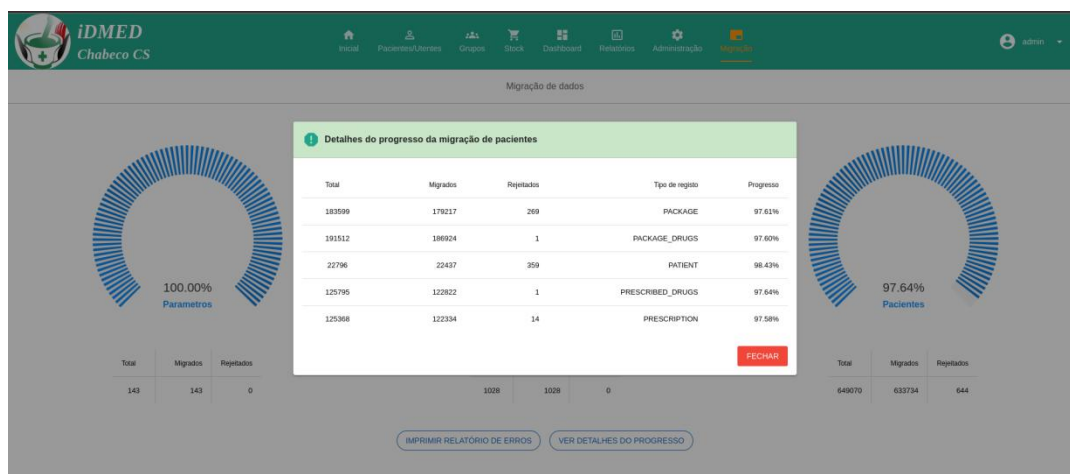 iDMED
Chabeco CS
Inicial Pacientes/Utentes Grupos Stock Dashboard Relatórios Administração Migração
admin
Migração de dados
Detalhes do progresso da migração de pacientes
Total Migrados Rejeitados Tipo de registo Progresso
183599 179217 269 PACKAGE 97.61%
191512 186924 1 PACKAGE_DRUGS 97.60%
22796 22437 359 PATIENT 98.43%
125795 122822 1 PRESCRIBED_DRUGS 97.64%
125368 122334 14 PRESCRIPTION 97.58%
FECHAR
100.00%
Parametros
97.64%
Pacientes
Total Migrados Rejeitados
143 143 0
1028 1028 0
Total Migrados Rejeitados
649070 633734 644
IMPRIMIR RELATÓRIO DE ERROS VER DETALHES DO PROGRESSO